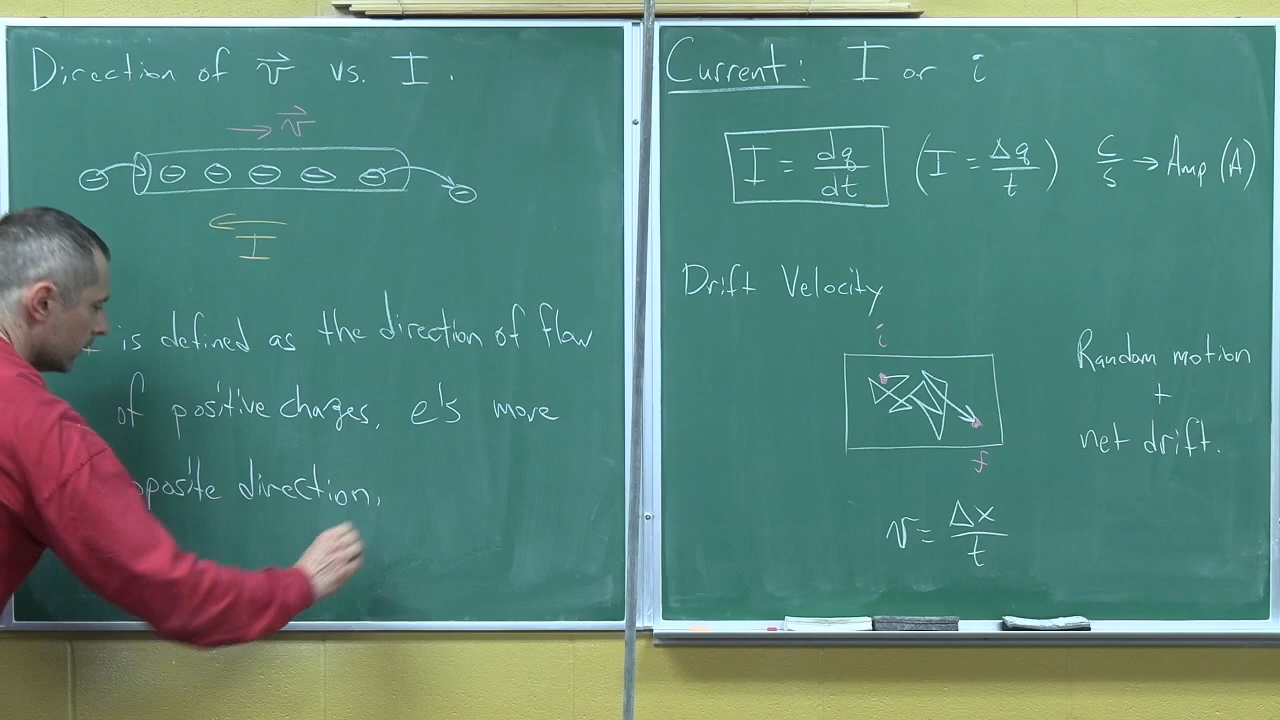 Direction of v⃗ vs. I.
→ v⃗
←
I
is defined as the direction of flow
of positive charges, e's move
opposite direction,
Current: I or i
I = dq/dt (I = Δq/t) C/s → Amp (A)
Drift Velocity
i
f
v = Δx/t
Random motion
+
net drift.